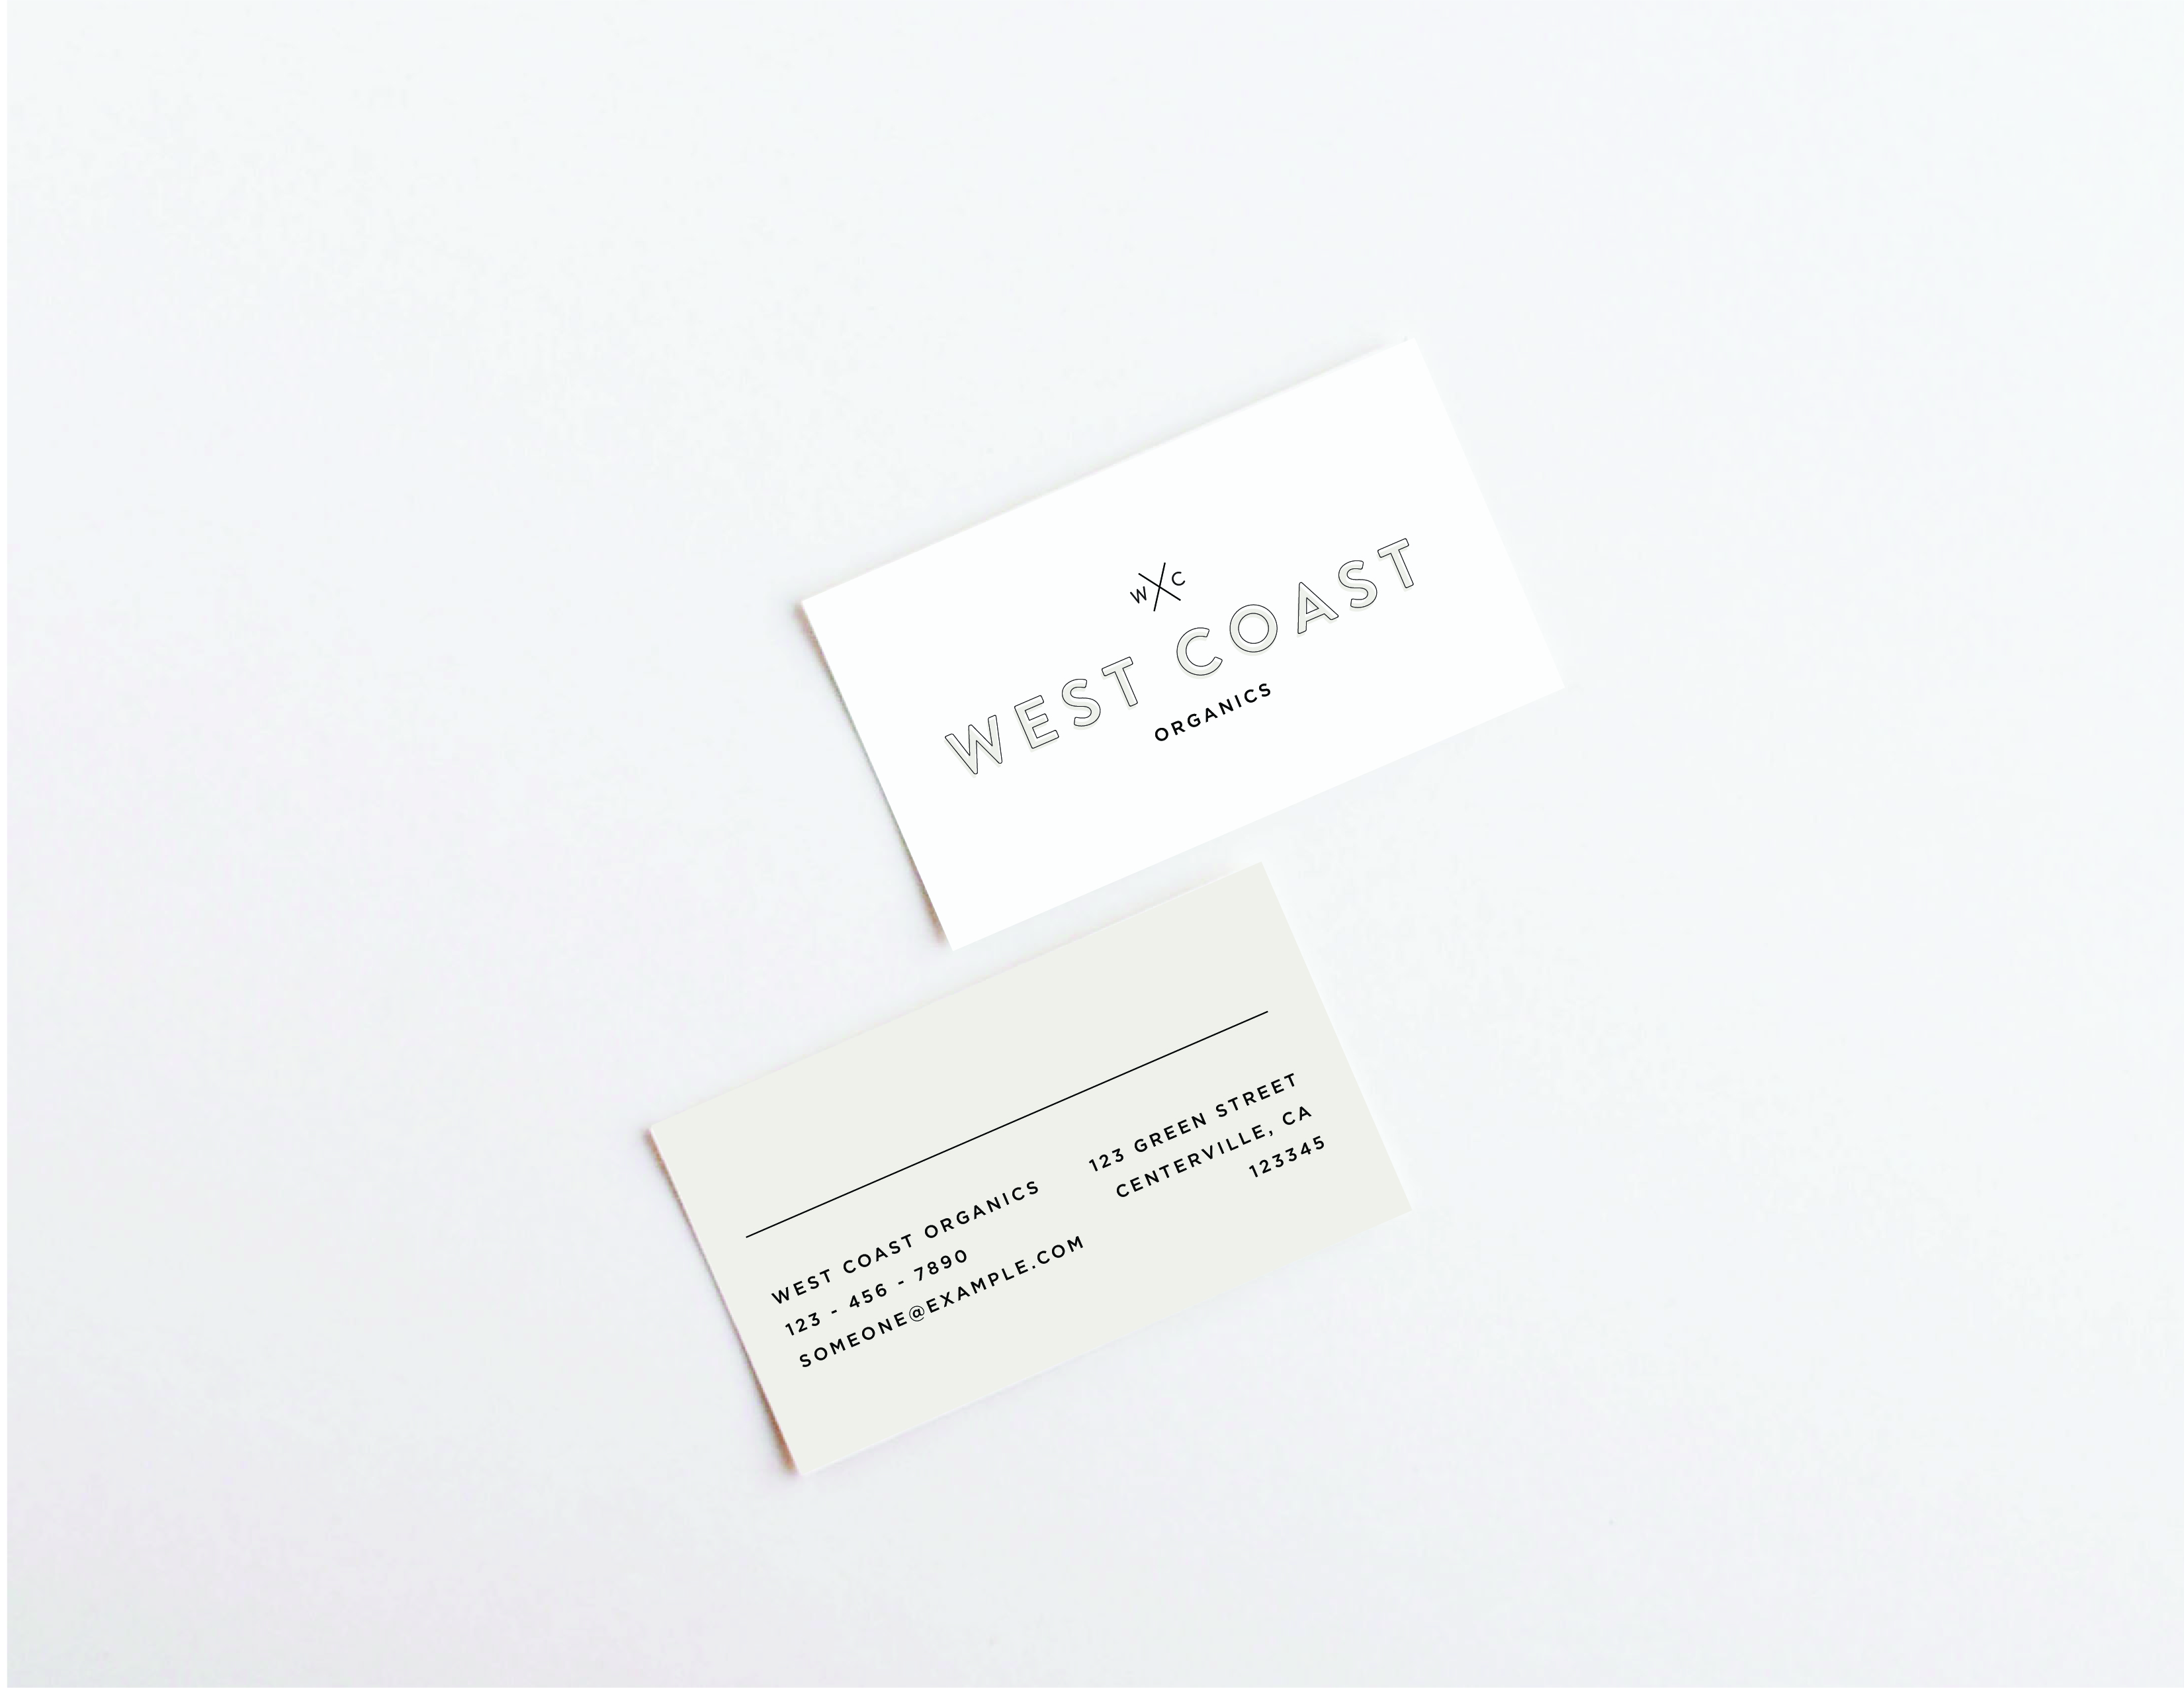 W C
WEST COAST
ORGANICS
WEST COAST ORGANICS
123 - 456 - 7890
SOMEONE@EXAMPLE.COM
123 GREEN STREET
CENTERVILLE, CA
123345